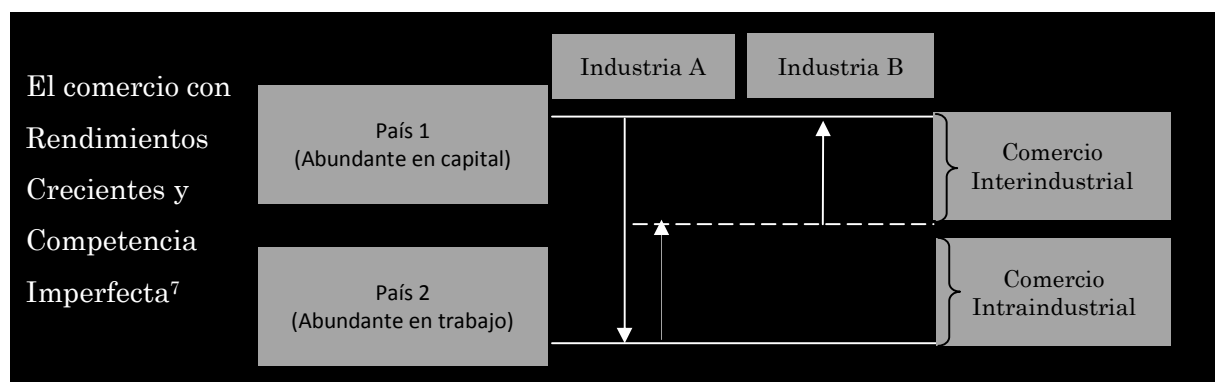 El comercio con
Rendimientos
Crecientes y
Competencia
Imperfecta⁷
Industria A
Industria B
País 1
(Abundante en capital)
País 2
(Abundante en trabajo)
Comercio
Interindustrial
Comercio
Intraindustrial